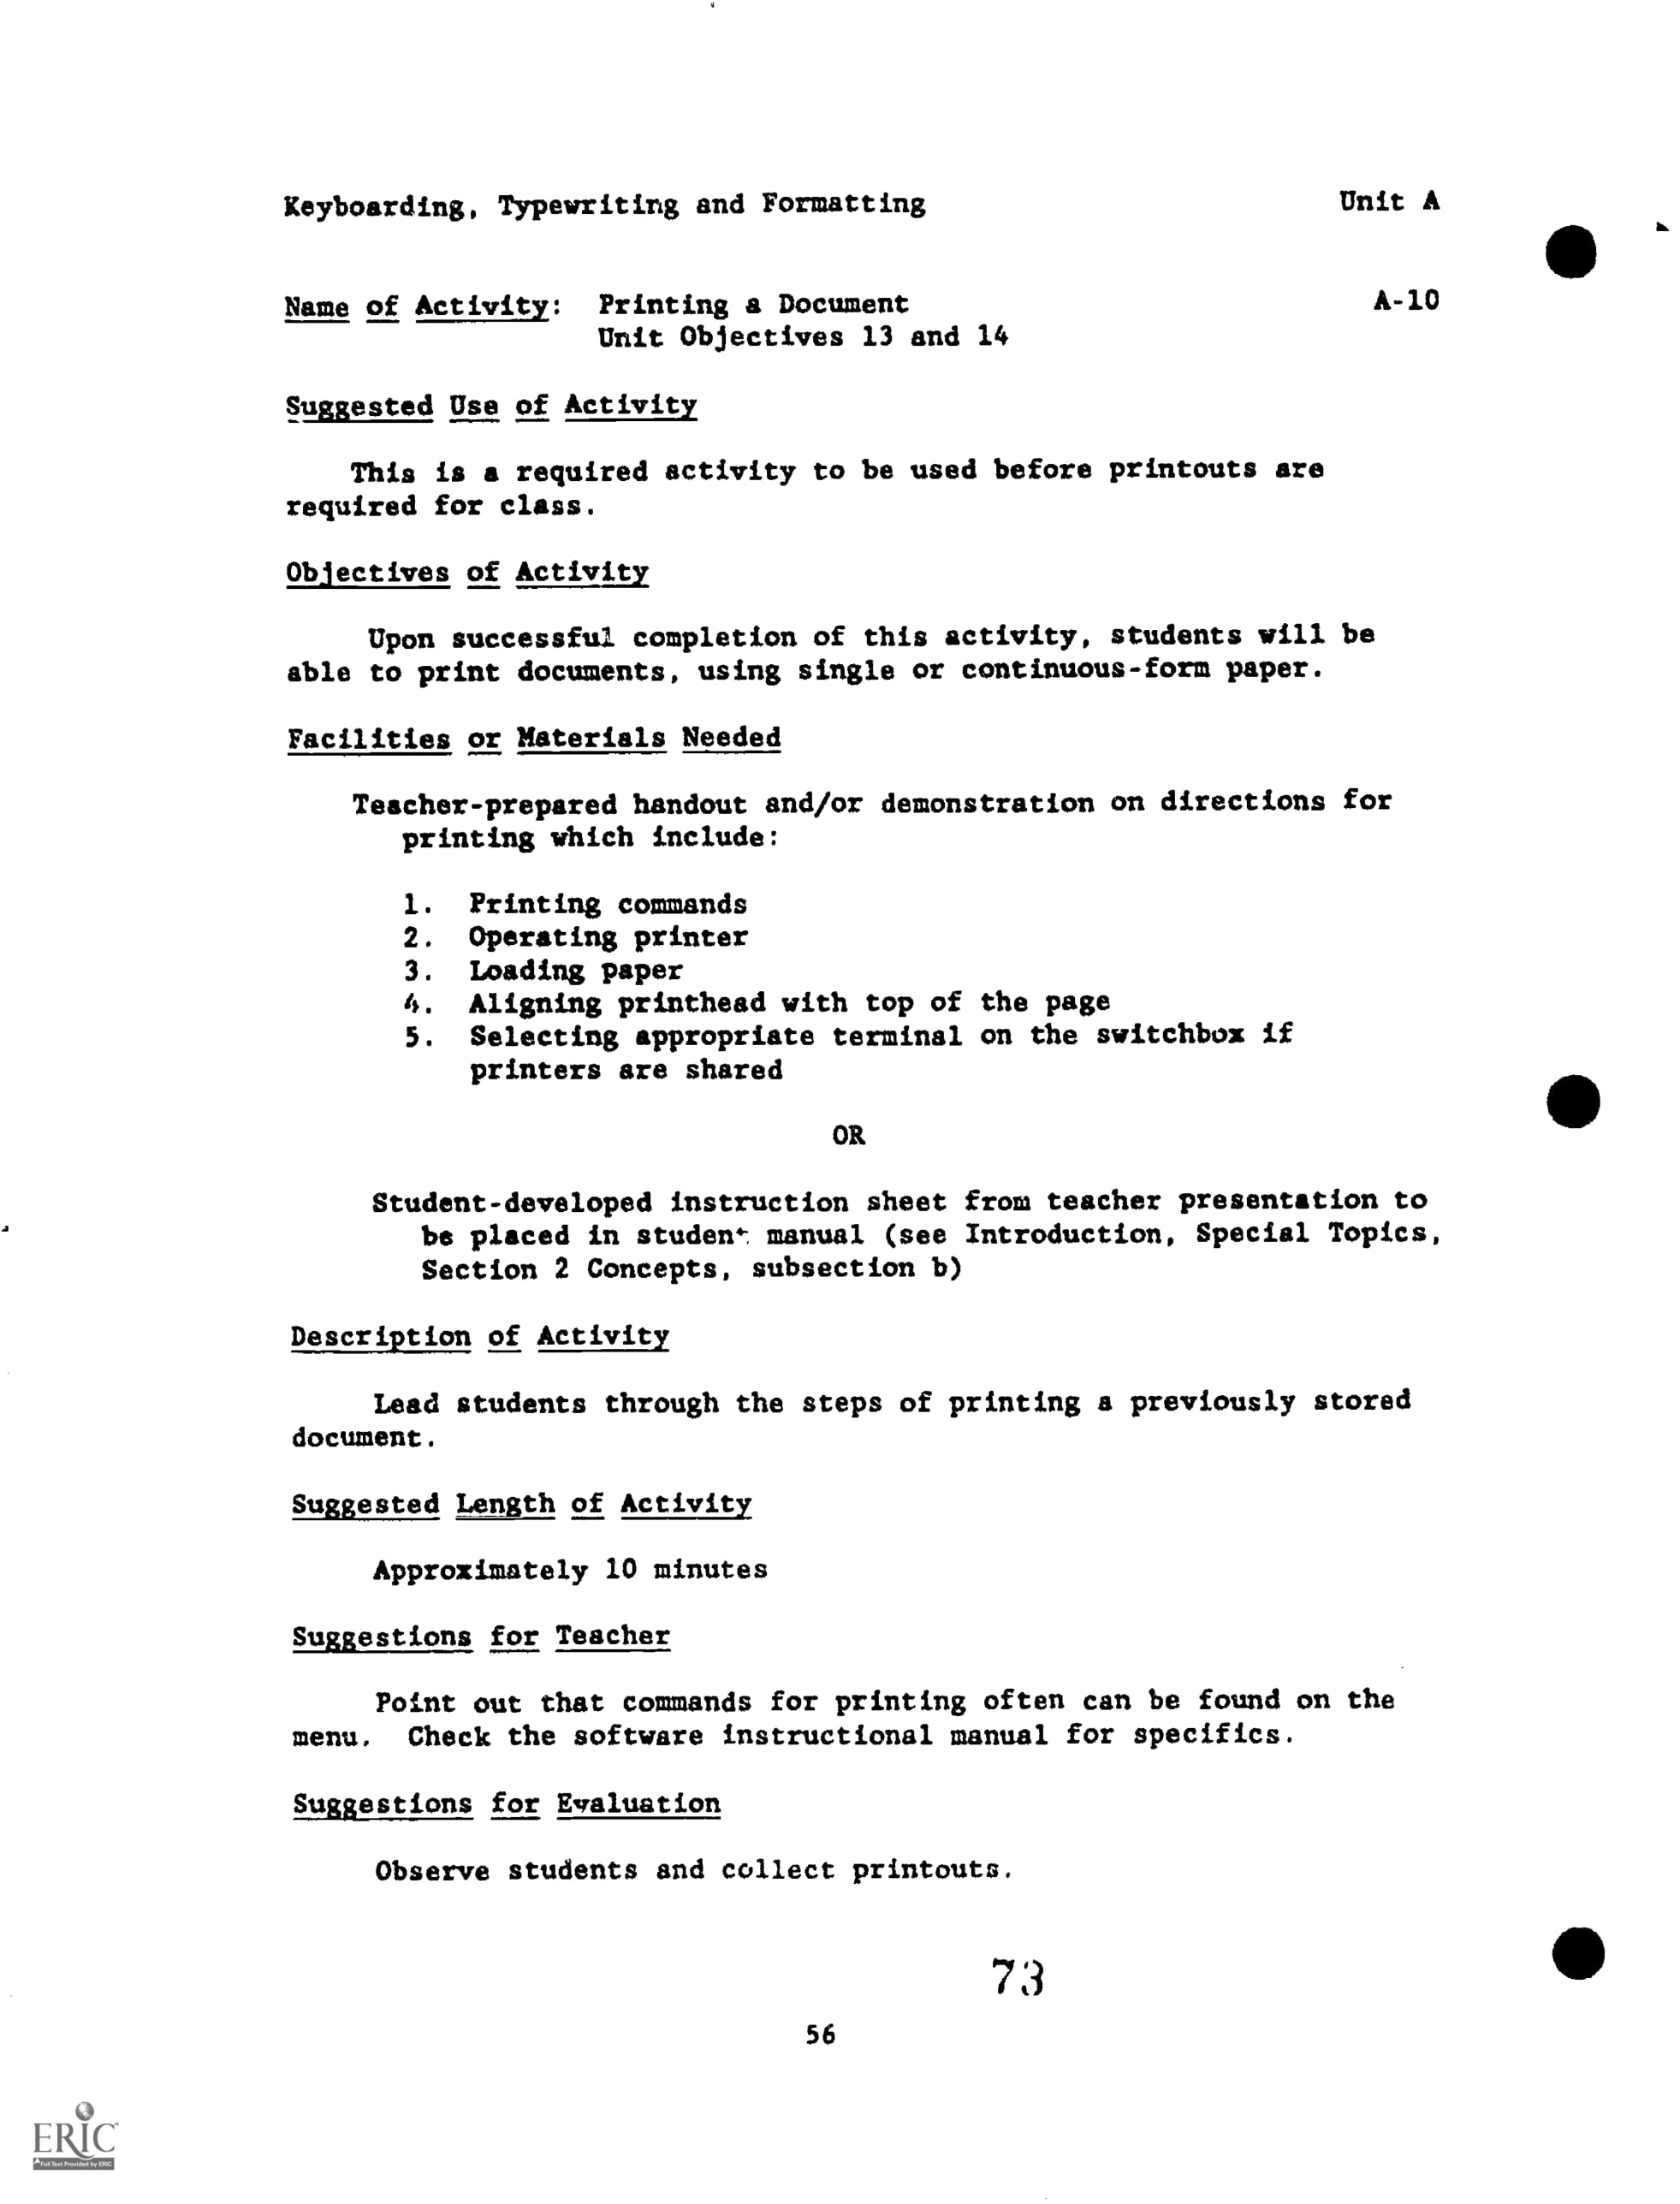 Keyboarding, Typewriting and Formatting Unit A
Name of Activity: Printing a Document A-10
Unit Objectives 13 and 14
Suggested Use of Activity
This is a required activity to be used before printouts are
required for class.
Objectives of Activity
Upon successful completion of this activity, students will be
able to print documents, using single or continuous-form paper.
Facilities or Materials Needed
Teacher-prepared handout and/or demonstration on directions for
printing which include:
1. Printing commands
2. Operating printer
3. Loading paper
4. Aligning printhead with top of the page
5. Selecting appropriate terminal on the switchbox if
printers are shared
OR
Student-developed instruction sheet from teacher presentation to
be placed in student manual (see Introduction, Special Topics,
Section 2 Concepts, subsection b)
Description of Activity
Lead students through the steps of printing a previously stored
document.
Suggested Length of Activity
Approximately 10 minutes
Suggestions for Teacher
Point out that commands for printing often can be found on the
menu. Check the software instructional manual for specifics.
Suggestions for Evaluation
Observe students and collect printouts.
73
56
ERIC
Full Text Provided by ERIC